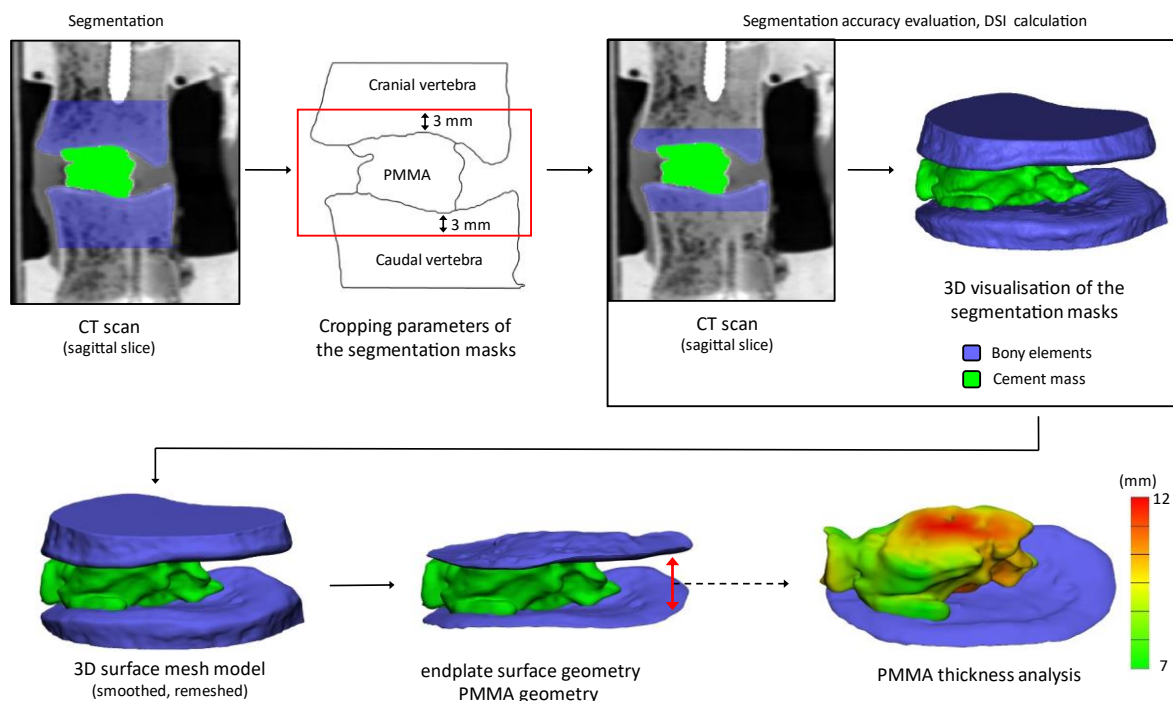 Segmentation
Segmentation accuracy evaluation, DSI calculation
Cranial vertebra
3 mm
PMMA
3 mm
Caudal vertebra
CT scan
(sagittal slice)
Cropping parameters of
the segmentation masks
CT scan
(sagittal slice)
3D visualisation of the
segmentation masks
Bony elements
Cement mass
3D surface mesh model
(smoothed, remeshed)
endplate surface geometry
PMMA geometry
(mm)
12
7
PMMA thickness analysis